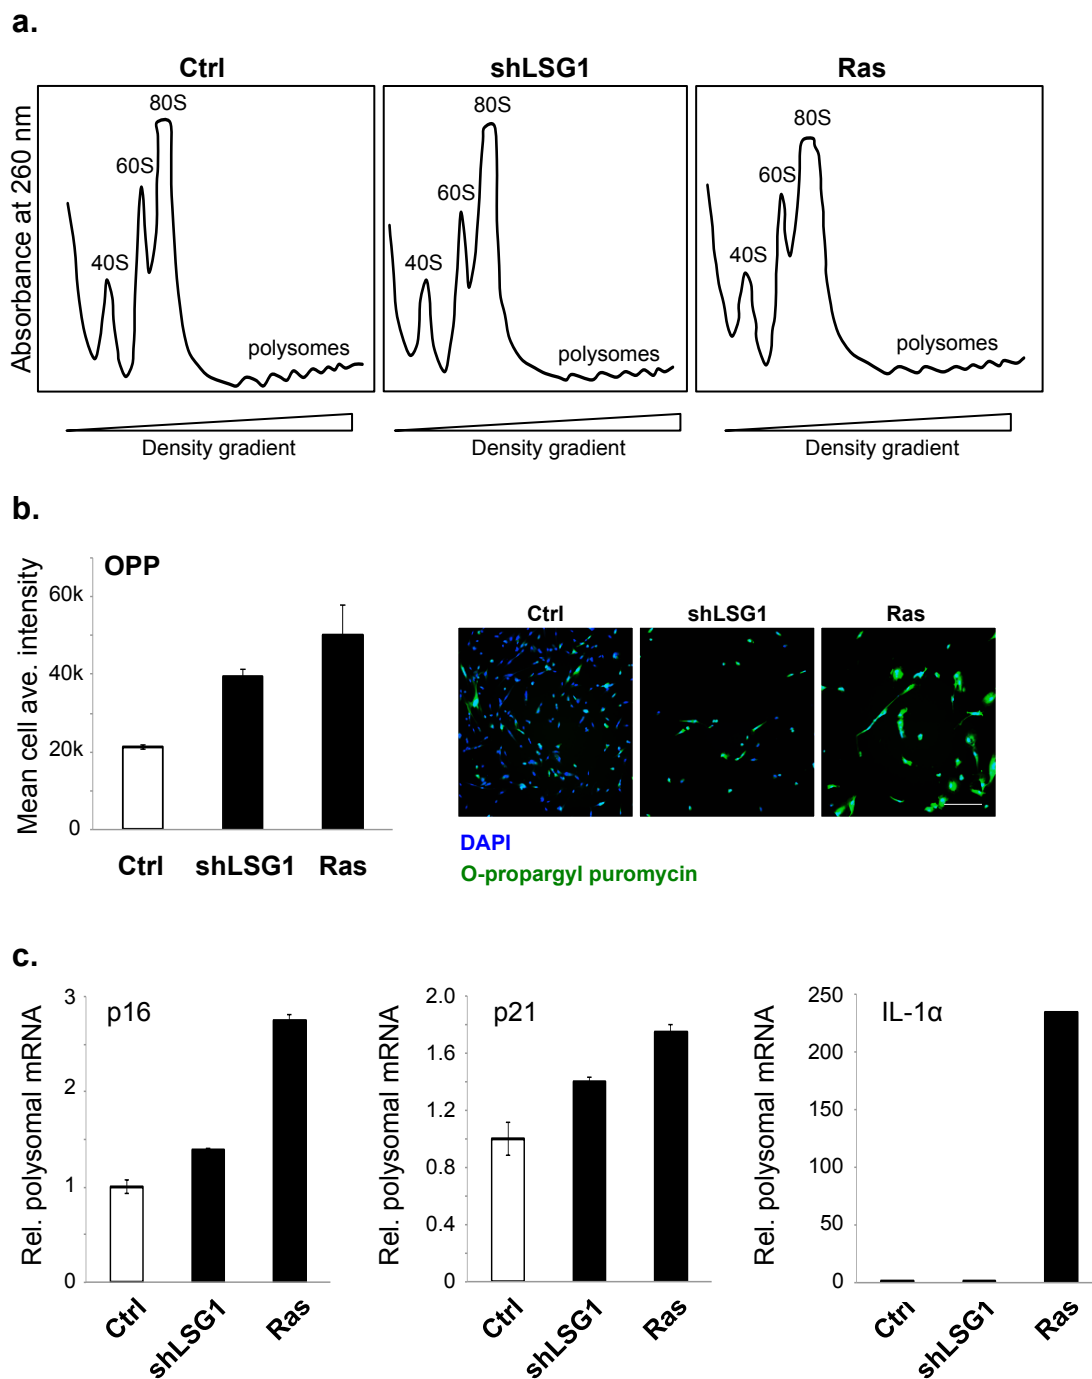 a.
Ctrl
shLSG1
Ras
Absorbance at 260 nm
40S
60S
80S
polysomes
40S
60S
80S
polysomes
40S
60S
80S
polysomes
Density gradient
Density gradient
Density gradient
b.
OPP
Mean cell ave. intensity
60k
40k
20k
0
Ctrl
shLSG1
Ras
Ctrl
shLSG1
Ras
DAPI
O-propargyl puromycin
c.
p16
Rel. polysomal mRNA
3
2
1
0
Ctrl
shLSG1
Ras
p21
Rel. polysomal mRNA
2.0
1.6
1.2
0.8
0.4
0
Ctrl
shLSG1
Ras
IL-1α
Rel. polysomal mRNA
250
200
150
100
50
0
Ctrl
shLSG1
Ras